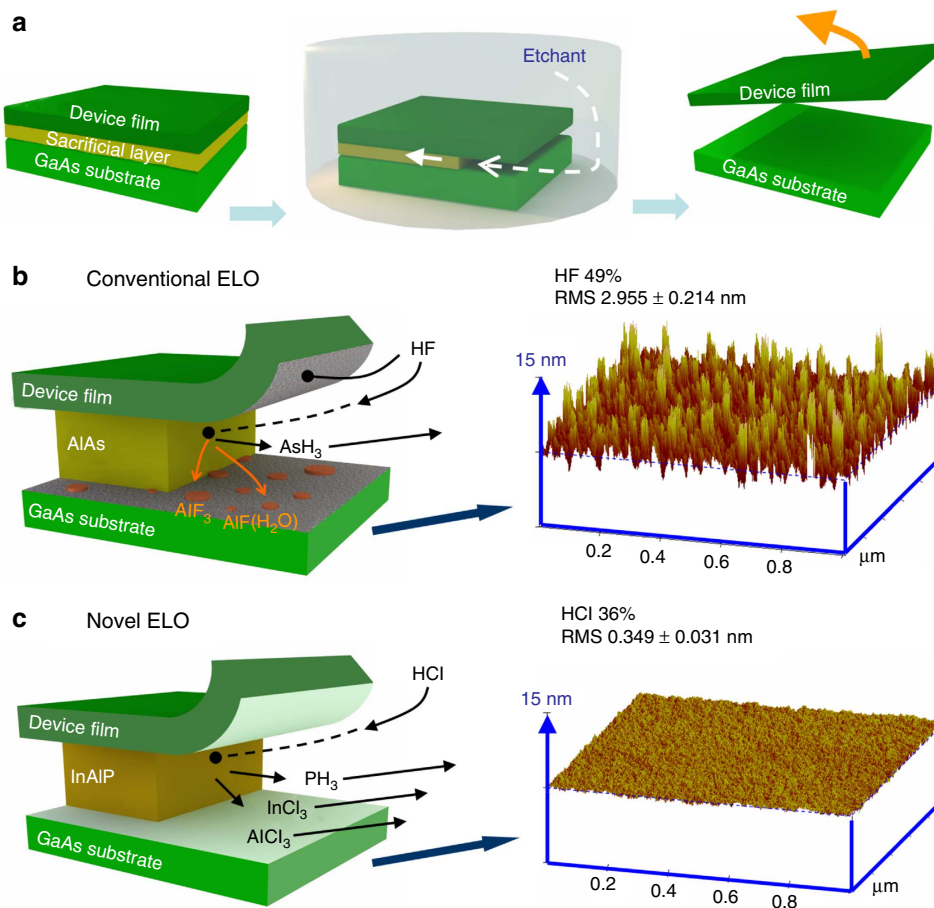 a
Etchant
Device film
Sacrificial layer
GaAs substrate
Device film
GaAs substrate
b
Conventional ELO
HF 49%
RMS 2.955 ± 0.214 nm
HF
15 nm
Device film
AlAs
AsH₃
AlF₃
AlF(H₂O)
GaAs substrate
0.2
0.4
0.6
0.8
μm
c
Novel ELO
HCl 36%
RMS 0.349 ± 0.031 nm
HCl
15 nm
Device film
InAlP
PH₃
InCl₃
AlCl₃
GaAs substrate
0.2
0.4
0.6
0.8
μm